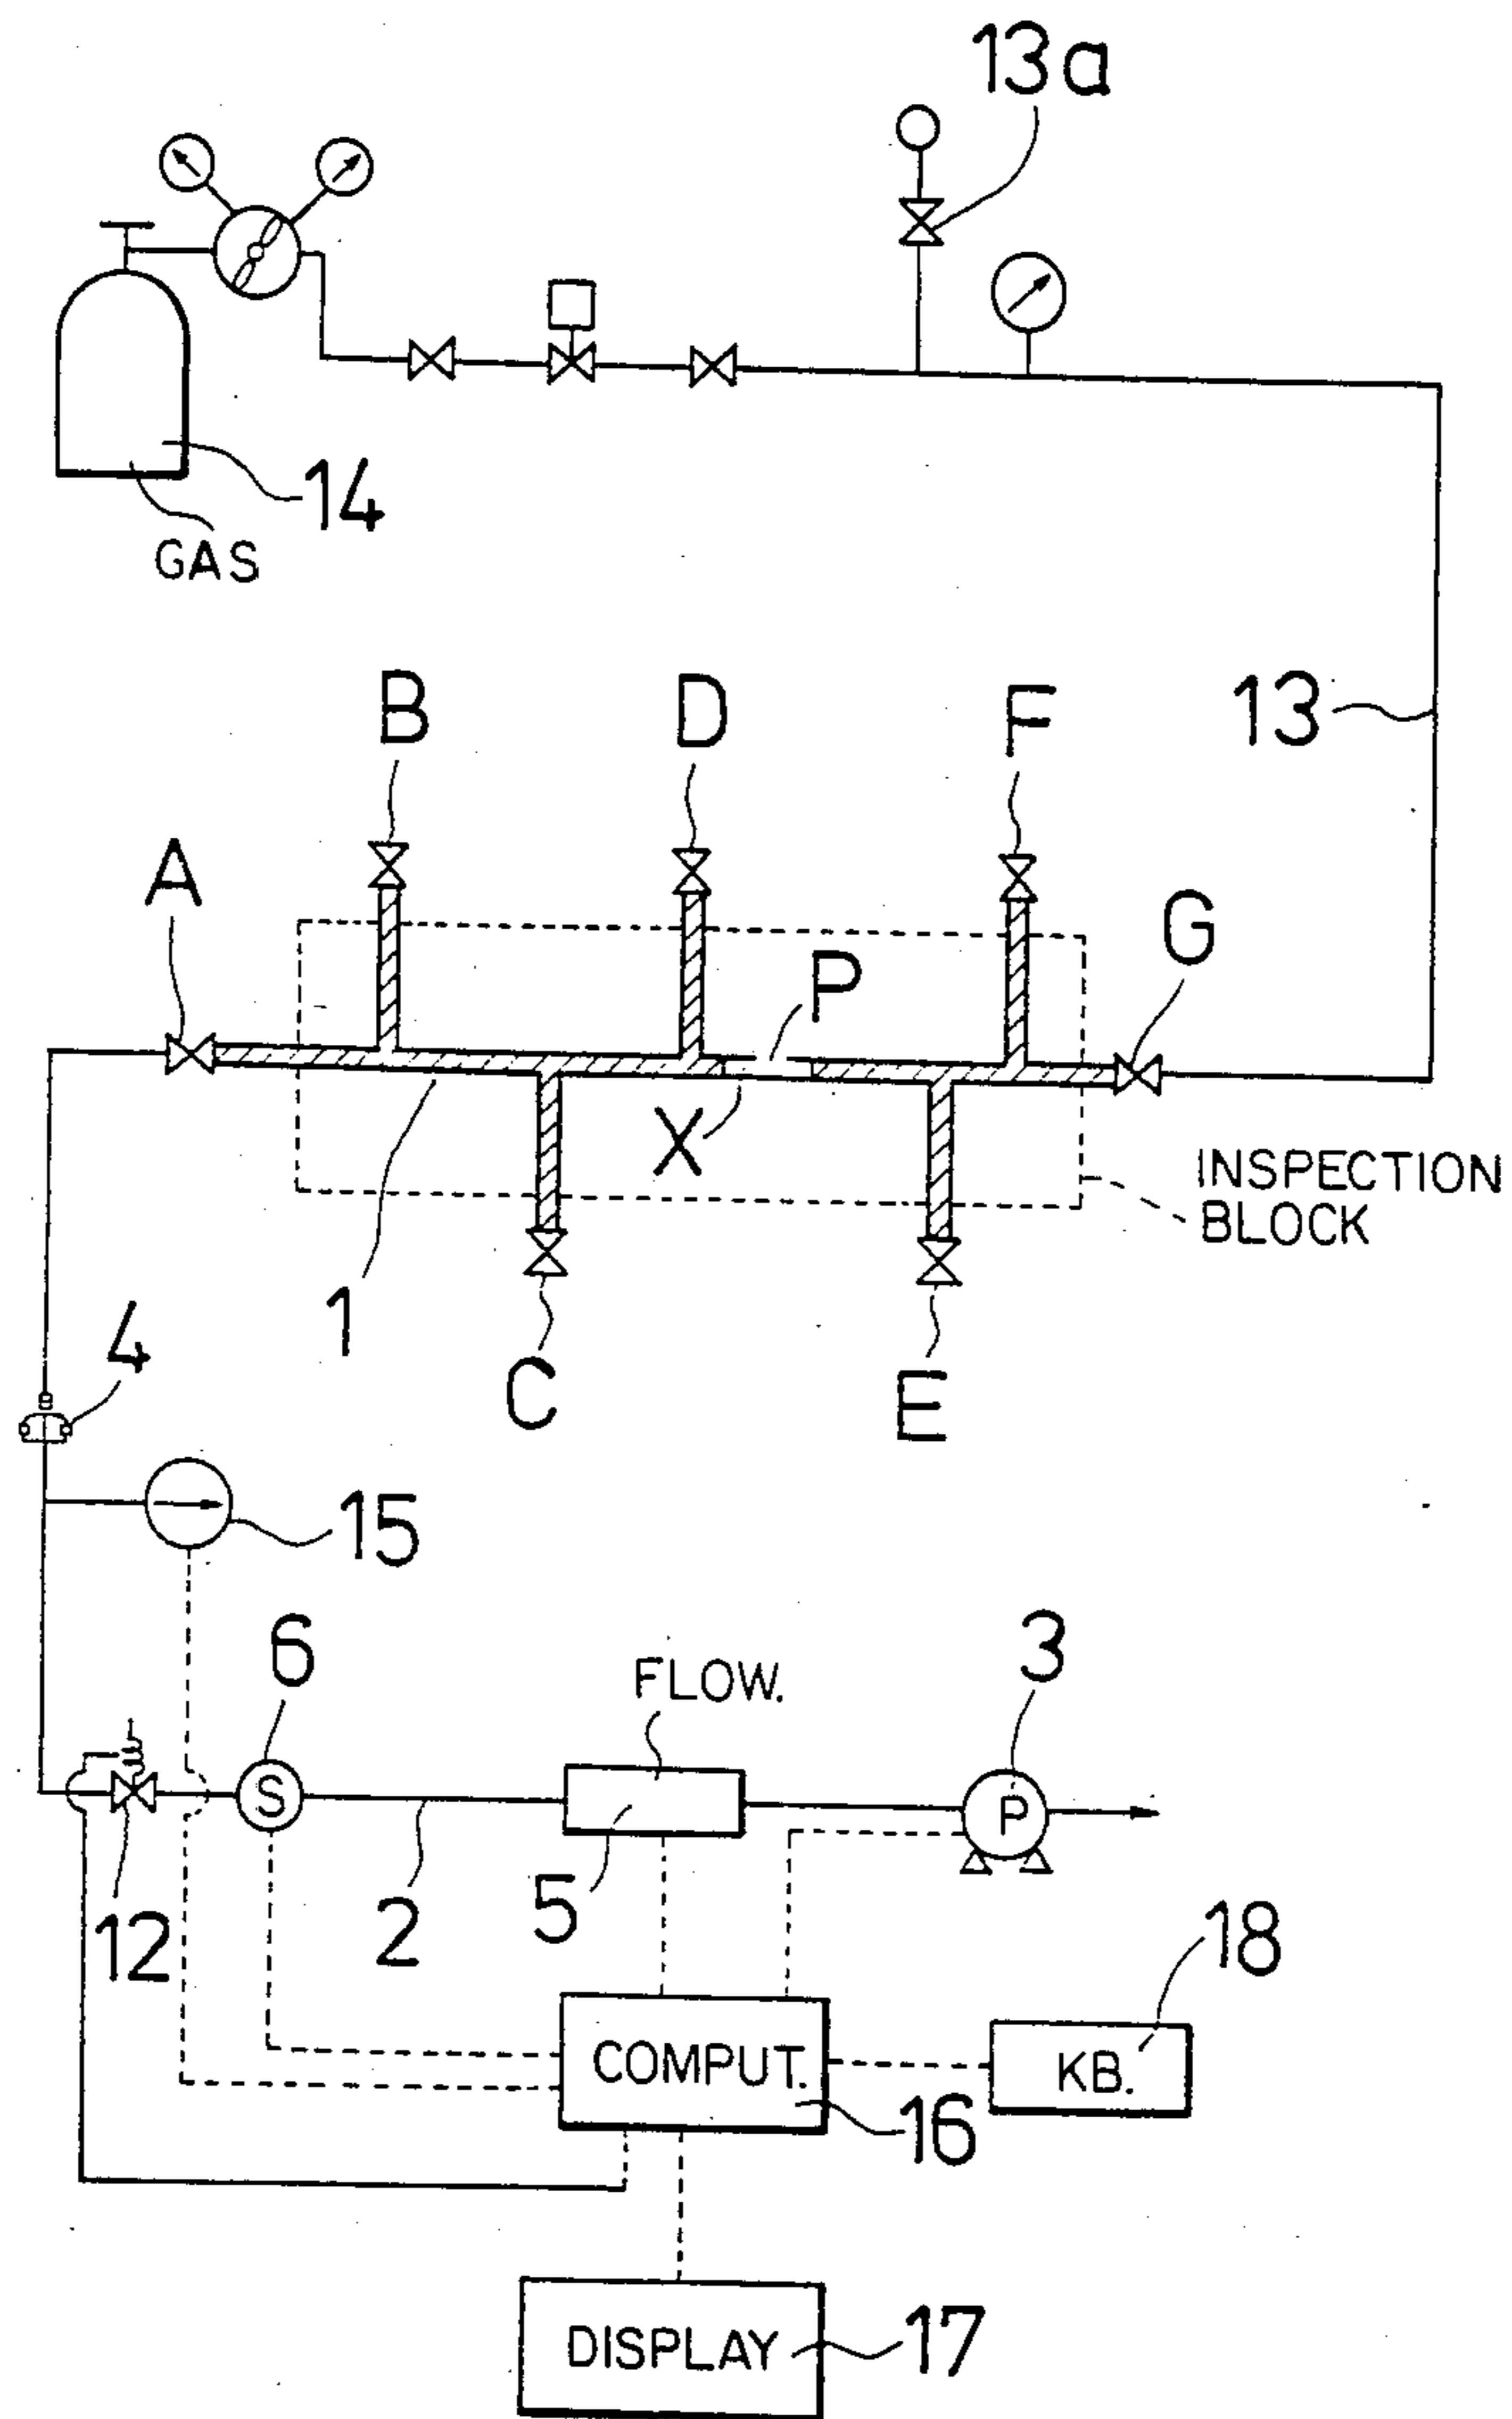 13a
14
GAS
B
D
F
13
A
P
G
X
INSPECTION
BLOCK
1
C
E
4
15
6
FLOW.
3
S
P
12
2
5
18
COMPUT.
KB.
16
DISPLAY
17